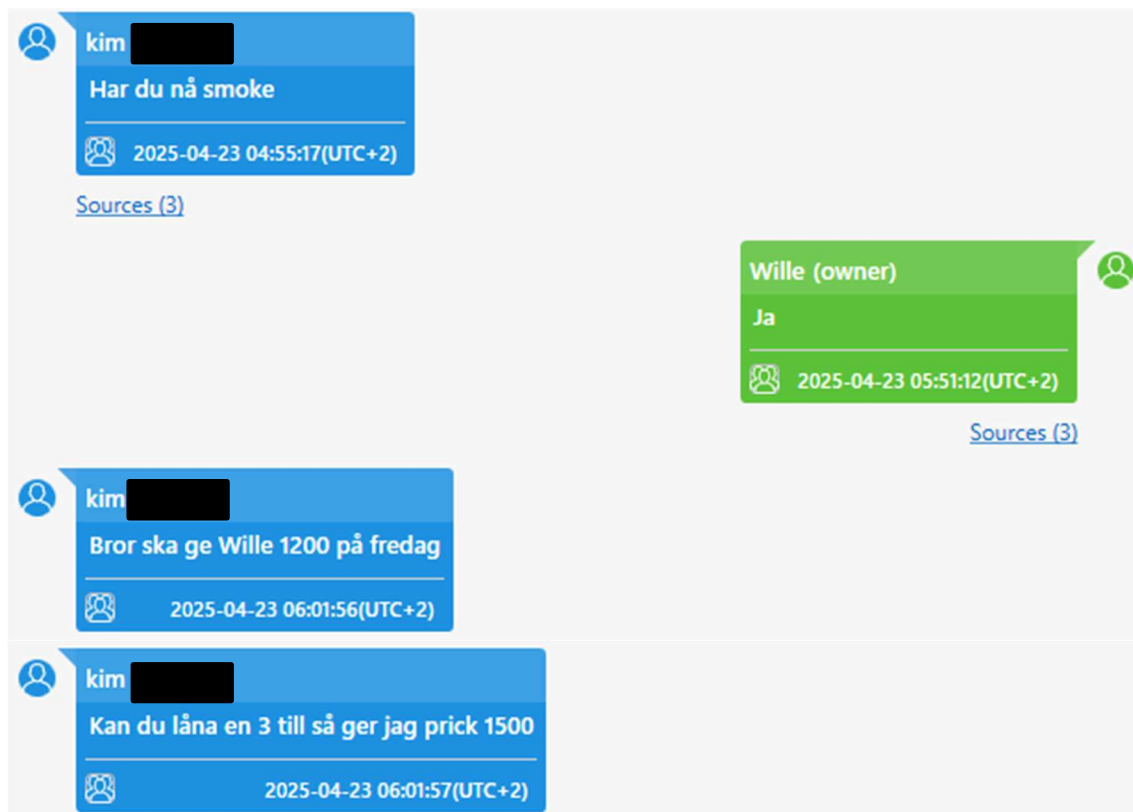 kim
Har du nå smoke
2025-04-23 04:55:17(UTC+2)
Sources (3)
Wille (owner)
Ja
2025-04-23 05:51:12(UTC+2)
Sources (3)
kim
Bror ska ge Wille 1200 på fredag
2025-04-23 06:01:56(UTC+2)
kim
Kan du låna en 3 till så ger jag prick 1500
2025-04-23 06:01:57(UTC+2)